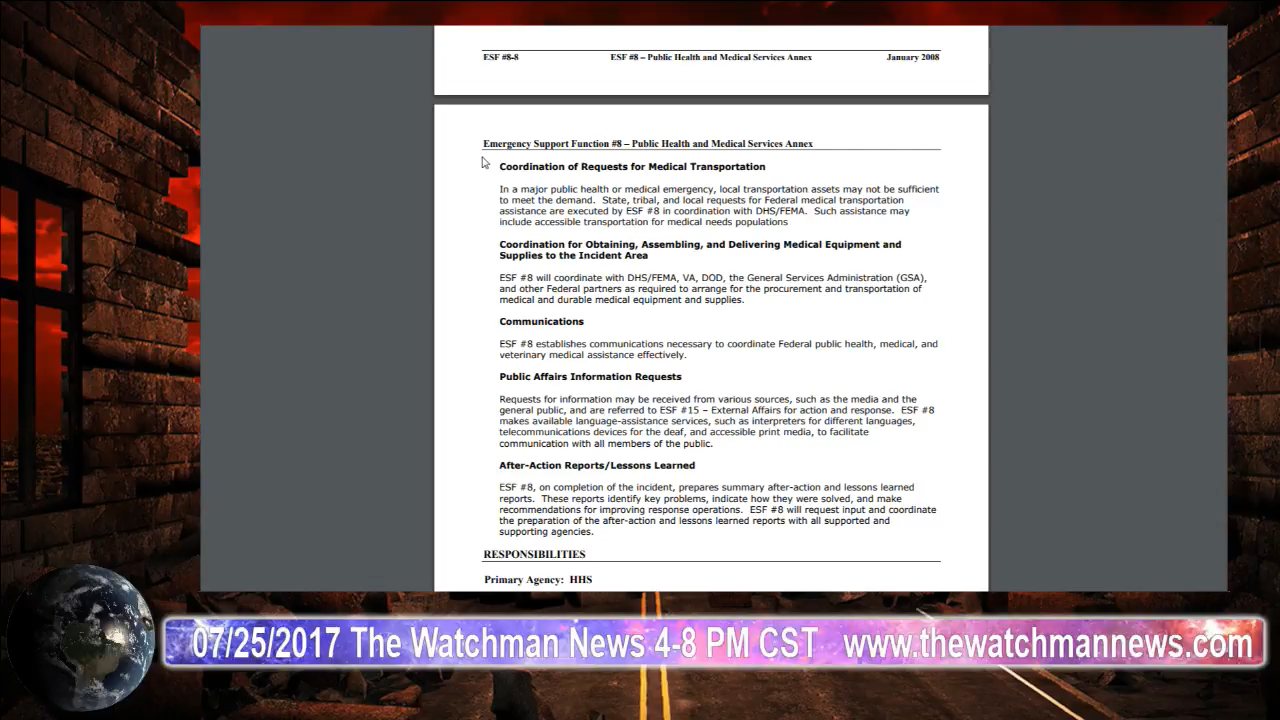 ESF #8-8 ESF #8 – Public Health and Medical Services Annex January 2008
Emergency Support Function #8 – Public Health and Medical Services Annex
Coordination of Requests for Medical Transportation
In a major public health or medical emergency, local transportation assets may not be sufficient
to meet the demand. State, tribal, and local requests for Federal medical transportation
assistance are executed by ESF #8 in coordination with DHS/FEMA. Such assistance may
include accessible transportation for medical needs populations
Coordination for Obtaining, Assembling, and Delivering Medical Equipment and
Supplies to the Incident Area
ESF #8 will coordinate with DHS/FEMA, VA, DOD, the General Services Administration (GSA),
and other Federal partners as required to arrange for the procurement and transportation of
medical and durable medical equipment and supplies.
Communications
ESF #8 establishes communications necessary to coordinate Federal public health, medical, and
veterinary medical assistance effectively.
Public Affairs Information Requests
Requests for information may be received from various sources, such as the media and the
general public, and are referred to ESF #15 – External Affairs for action and response. ESF #8
makes available language-assistance services, such as interpreters for different languages,
telecommunications devices for the deaf, and accessible print media, to facilitate
communication with all members of the public.
After-Action Reports/Lessons Learned
ESF #8, on completion of the incident, prepares summary after-action and lessons learned
reports. These reports identify key problems, indicate how they were solved, and make
recommendations for improving response operations. ESF #8 will request input and coordinate
the preparation of the after-action and lessons learned reports with all supported and
supporting agencies.
RESPONSIBILITIES
Primary Agency: HHS
07/25/2017 The Watchman News 4-8 PM CST www.thewatchmannews.com